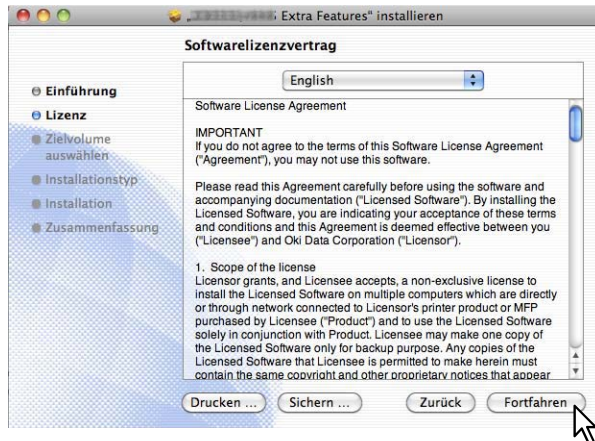 Extra Features“ installieren
Softwarelizenzvertrag
Einführung
Lizenz
Zielvolume
auswählen
Installationstyp
Installation
Zusammenfassung
English
Software License Agreement
IMPORTANT
If you do not agree to the terms of this Software License Agreement
("Agreement"), you may not use this software.
Please read this Agreement carefully before using the software and
accompanying documentation ("Licensed Software"). By installing the
Licensed Software, you are indicating your acceptance of these terms
and conditions and this Agreement is deemed effective between you
("Licensee") and Oki Data Corporation ("Licensor").
1. Scope of the license
Licensor grants, and Licensee accepts, a non-exclusive license to
install the Licensed Software on multiple computers which are directly
or through network connected to Licensor's printer product or MFP
purchased by Licensee ("Product") and to use the Licensed Software
solely in conjunction with Product. Licensee may make one copy of
the Licensed Software only for backup purpose. Any copies of the
Licensed Software that Licensee is permitted to make herein must
contain the same copyright and other proprietary notices that appear
Drucken ...
Sichern ...
Zurück
Fortfahren